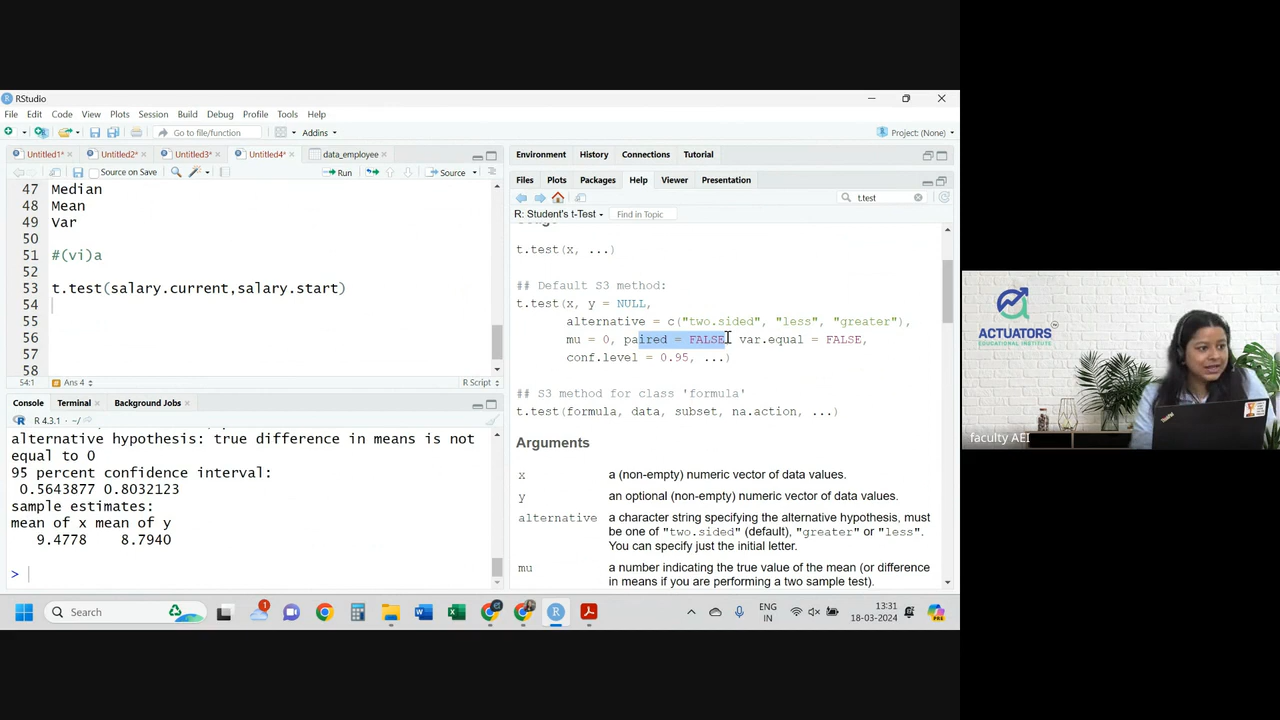 RStudio
File Edit Code View Plots Session Build Debug Profile Tools Help
Go to file/function Addins Project: (None)
Untitled1* Untitled2* Untitled3* Untitled4* data_employee
Source on Save Run Source
47 Median
48 Mean
49 Var
50
51 #(vi)a
52
53 t.test(salary.current,salary.start)
54
55
56
57
58
54:1 Ans 4 R Script
Console Terminal Background Jobs
R 4.3.1 · ~/
alternative hypothesis: true difference in means is not
equal to 0
95 percent confidence interval:
0.5643877 0.8032123
sample estimates:
mean of x mean of y
9.4778 8.7940
>
Environment History Connections Tutorial
Files Plots Packages Help Viewer Presentation
t.test
R: Student's t-Test Find in Topic
t.test(x, ...)
## Default S3 method:
t.test(x, y = NULL,
alternative = c("two.sided", "less", "greater"),
mu = 0, paired = FALSE, var.equal = FALSE,
conf.level = 0.95, ...)
## S3 method for class 'formula'
t.test(formula, data, subset, na.action, ...)
Arguments
x a (non-empty) numeric vector of data values.
y an optional (non-empty) numeric vector of data values.
alternative a character string specifying the alternative hypothesis, must
be one of "two.sided" (default), "greater" or "less".
You can specify just the initial letter.
mu a number indicating the true value of the mean (or difference
in means if you are performing a two sample test).
Search
1
ENG
IN
13:31
18-03-2024
ACTUATORS
EDUCATIONAL INSTITUTE
faculty AEI